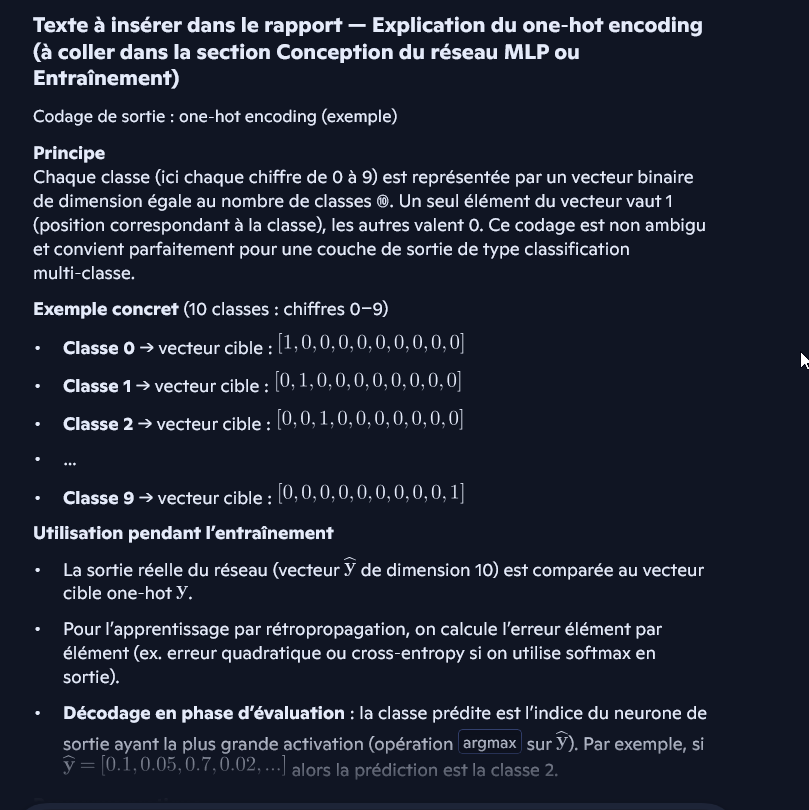 Texte à insérer dans le rapport — Explication du one-hot encoding
(à coller dans la section Conception du réseau MLP ou
Entraînement)
Codage de sortie : one-hot encoding (exemple)
Principe
Chaque classe (ici chaque chiffre de 0 à 9) est représentée par un vecteur binaire
de dimension égale au nombre de classes ⑩. Un seul élément du vecteur vaut 1
(position correspondant à la classe), les autres valent 0. Ce codage est non ambigu
et convient parfaitement pour une couche de sortie de type classification
multi-classe.
Exemple concret (10 classes : chiffres 0–9)
• Classe 0 → vecteur cible : [1,0,0,0,0,0,0,0,0,0]
• Classe 1 → vecteur cible : [0,1,0,0,0,0,0,0,0,0]
• Classe 2 → vecteur cible : [0,0,1,0,0,0,0,0,0,0]
• ...
• Classe 9 → vecteur cible : [0,0,0,0,0,0,0,0,0,1]
Utilisation pendant l’entraînement
• La sortie réelle du réseau (vecteur ŷ de dimension 10) est comparée au vecteur
cible one-hot y.
• Pour l’apprentissage par rétropropagation, on calcule l’erreur élément par
élément (ex. erreur quadratique ou cross-entropy si on utilise softmax en
sortie).
• Décodage en phase d’évaluation : la classe prédite est l’indice du neurone de
sortie ayant la plus grande activation (opération argmax sur ŷ). Par exemple, si
ŷ = [0.1, 0.05, 0.7, 0.02, ...] alors la prédiction est la classe 2.